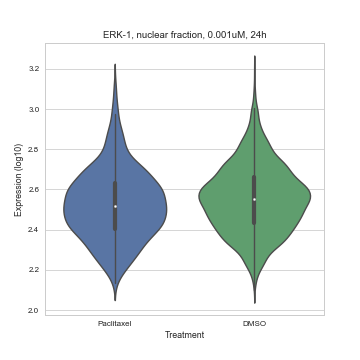 ERK-1, nuclear fraction, 0.001uM, 24h
3.2
3.0
2.8
2.6
2.4
2.2
2.0
Expression (log10)
Paclitaxel DMSO
Treatment